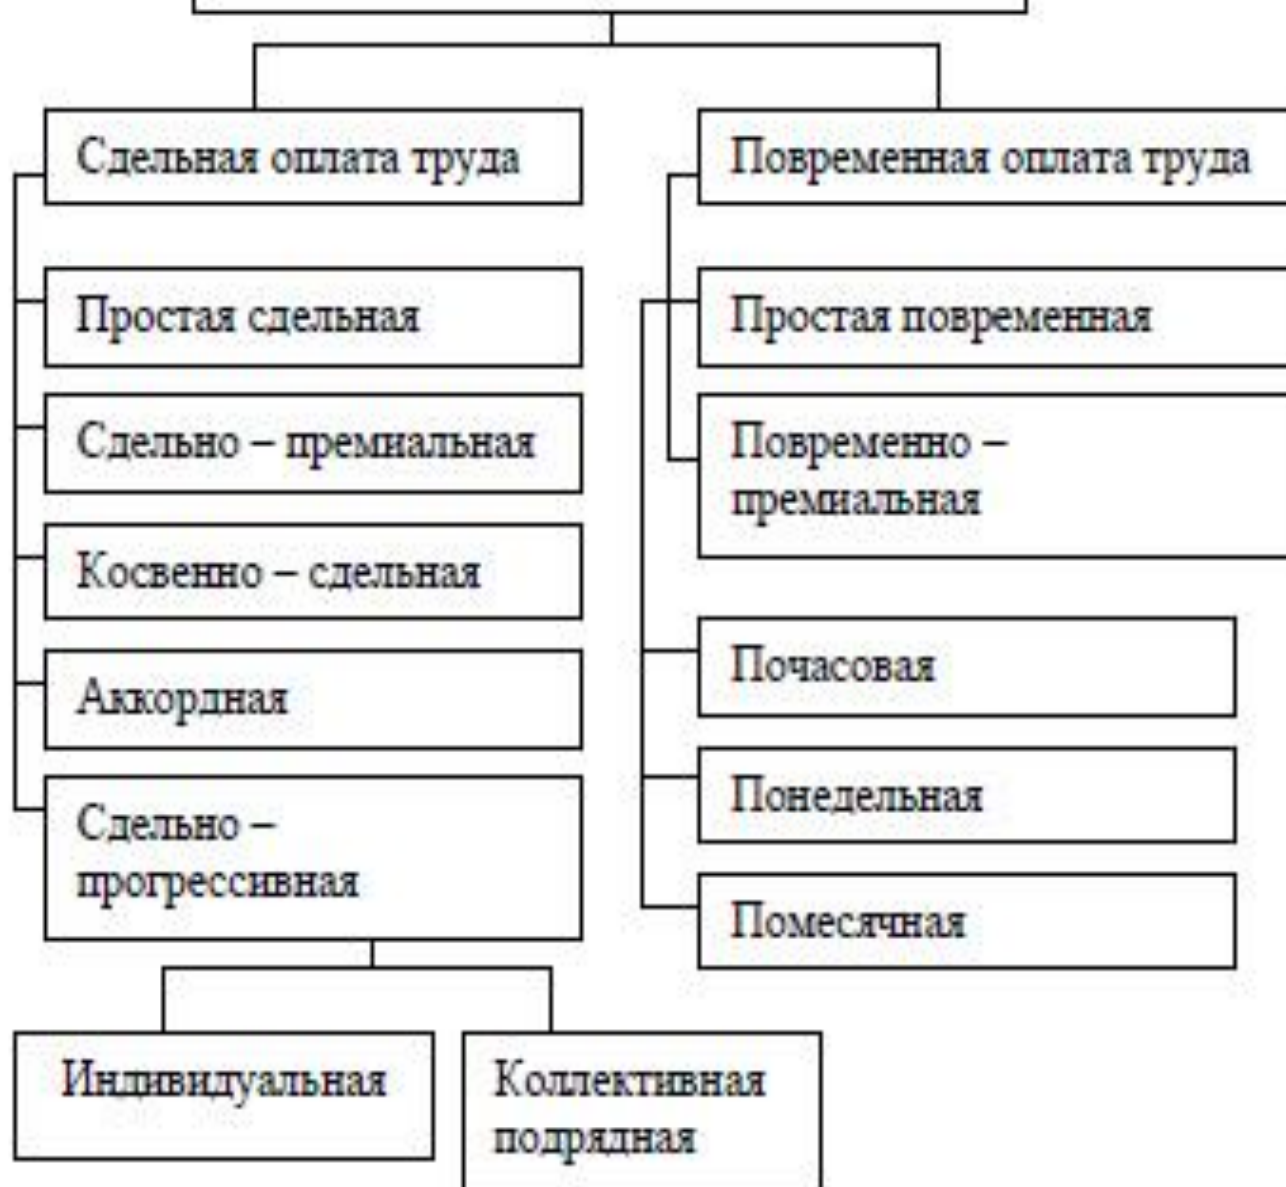 Сдельная оплата труда
Простая сдельная
Сдельно – премиальная
Косвенно – сдельная
Аккордная
Сдельно –
прогрессивная
Индивидуальная
Коллективная
подрядная
Повременная оплата труда
Простая повременная
Повременно –
премиальная
Почасовая
Понедельная
Помесячная